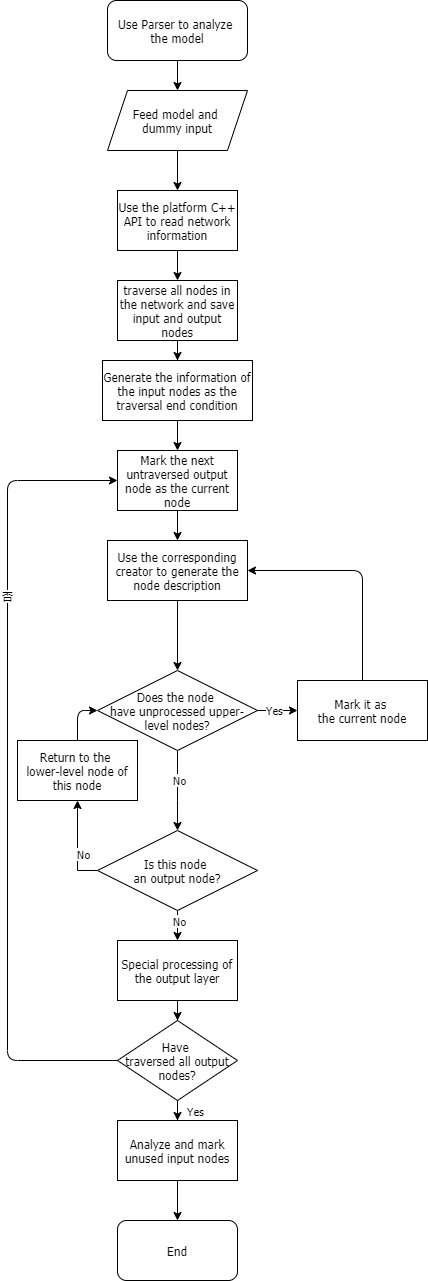 Use Parser to analyze
the model
Feed model and
dummy input
Use the platform C++
API to read network
information
traverse all nodes in
the network and save
input and output
nodes
Generate the information of
the input nodes as the
traversal end condition
Mark the next
untraversed output
node as the current
node
Use the corresponding
creator to generate the
node description
Does the node
have unprocessed upper-
level nodes?
Yes
Mark it as
the current node
Return to the
lower-level node of
this node
No
Is this node
an output node?
No
No
Special processing of
the output layer
Have
traversed all output
nodes?
Yes
Analyze and mark
unused input nodes
End